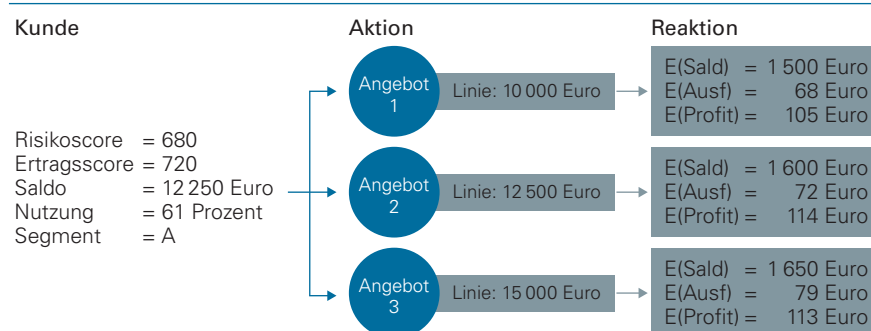 Kunde
Aktion
Reaktion
Risikoscore = 680
Ertragsscore = 720
Saldo = 12 250 Euro
Nutzung = 61 Prozent
Segment = A
Angebot
1
Linie: 10 000 Euro
E(Sald) = 1 500 Euro
E(Ausf) = 68 Euro
E(Profit) = 105 Euro
Angebot
2
Linie: 12 500 Euro
E(Sald) = 1 600 Euro
E(Ausf) = 72 Euro
E(Profit) = 114 Euro
Angebot
3
Linie: 15 000 Euro
E(Sald) = 1 650 Euro
E(Ausf) = 79 Euro
E(Profit) = 113 Euro